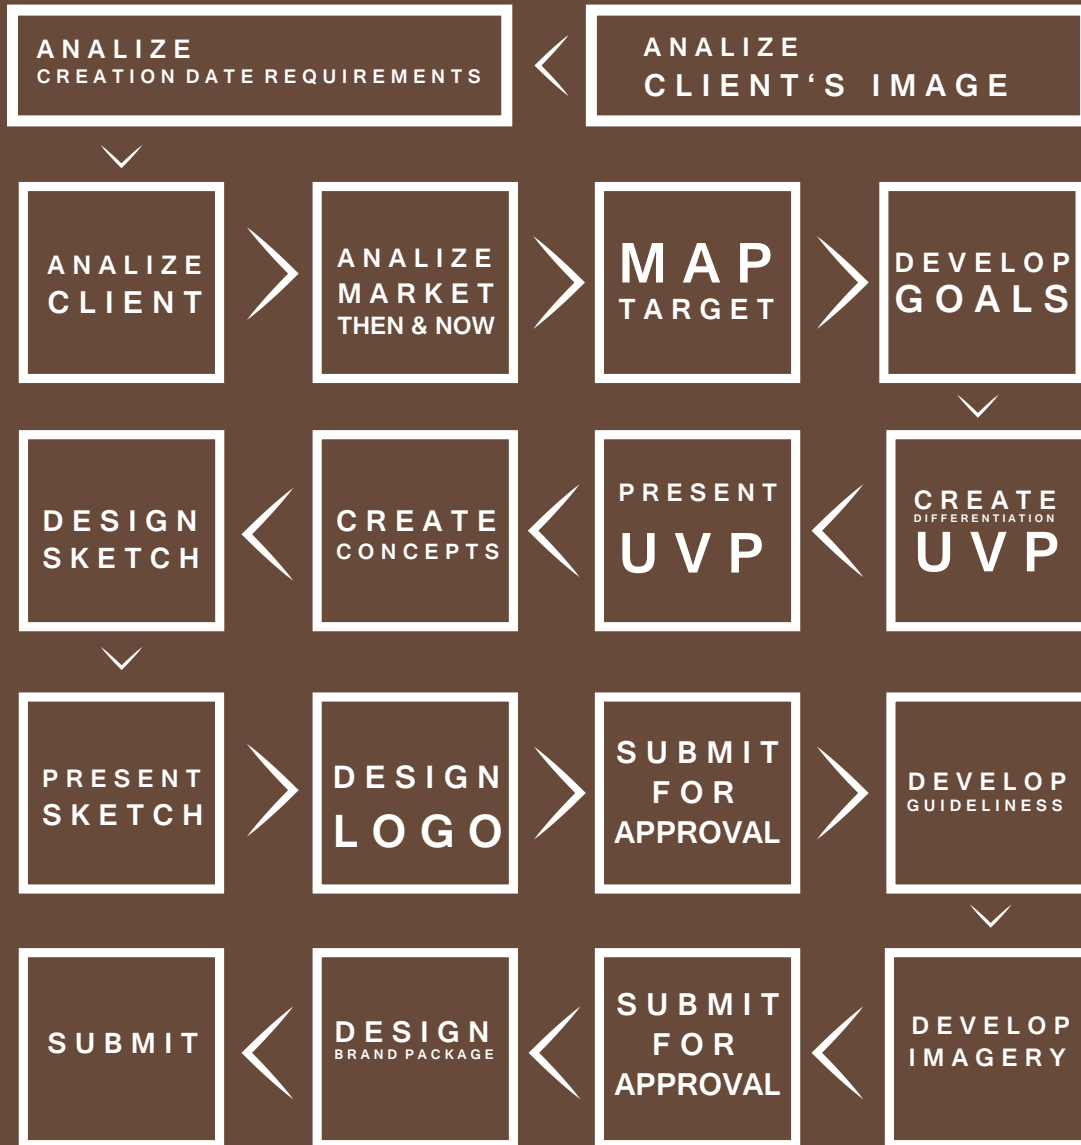 ANALIZE
CREATION DATE REQUIREMENTS
ANALIZE
CLIENT‘S IMAGE
ANALIZE
CLIENT
ANALIZE
MARKET
THEN & NOW
MAP
TARGET
DEVELOP
GOALS
DESIGN
SKETCH
CREATE
CONCEPTS
PRESENT
UVP
CREATE
DIFFERENTIATION
UVP
PRESENT
SKETCH
DESIGN
LOGO
SUBMIT
FOR
APPROVAL
DEVELOP
GUIDELINESS
SUBMIT
DESIGN
BRAND PACKAGE
SUBMIT
FOR
APPROVAL
DEVELOP
IMAGERY